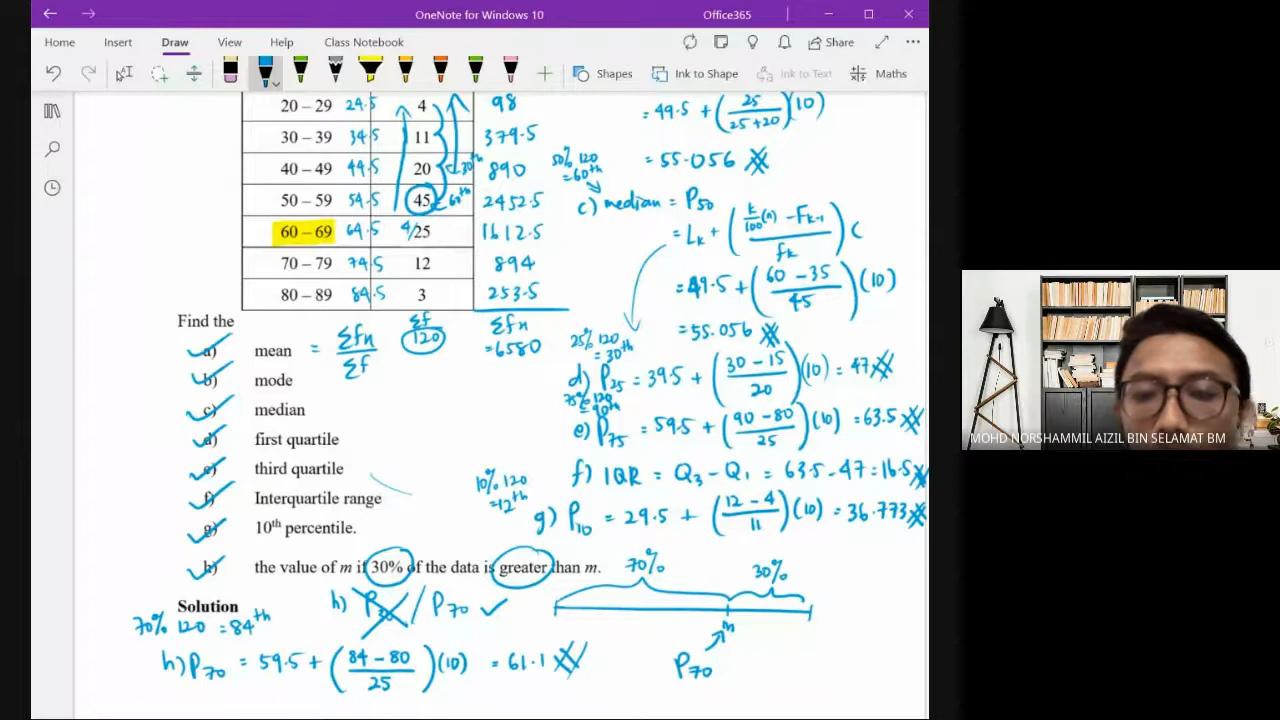 OneNote for Windows 10
Office365
Home Insert Draw View Help Class Notebook
Share
Shapes Ink to Shape Ink to Text Maths
20 – 29 24.5 4 98
30 – 39 34.5 11 379.5
40 – 49 44.5 20 30th 890
50 – 59 54.5 45 60th 2452.5
60 – 69 64.5 25 1612.5
70 – 79 74.5 12 894
80 – 89 84.5 3 253.5
Σf 120
Σfx = 6580
Find the
a) mean = Σfx / Σf
b) mode
c) median
d) first quartile
e) third quartile
f) Interquartile range
g) 10th percentile.
h) the value of m if 30% of the data is greater than m.
Solution
70% 120 = 84th
h) P30 / P70
h) P70 = 59.5 + (84 – 80 / 25)(10) = 61.1
= 49.5 + (25 / 25+20)(10)
= 55.056
50% 120 = 60th
c) median = P50
= Lk + (k/100 (n) – Fk-1 / fk) C
= 49.5 + (60 – 35 / 45)(10)
= 55.056
25% 120 = 30th
d) P25 = 39.5 + (30 – 15 / 20)(10) = 47
75% 120 = 90th
e) P75 = 59.5 + (90 – 80 / 25)(10) = 63.5
f) IQR = Q3 – Q1 = 63.5 – 47 = 16.5
10% 120 = 12th
g) P10 = 29.5 + (12 – 4 / 11)(10) = 36.773
70% 30%
m
P70
MOHD NORSHAMMIL AIZIL BIN SELAMAT BM